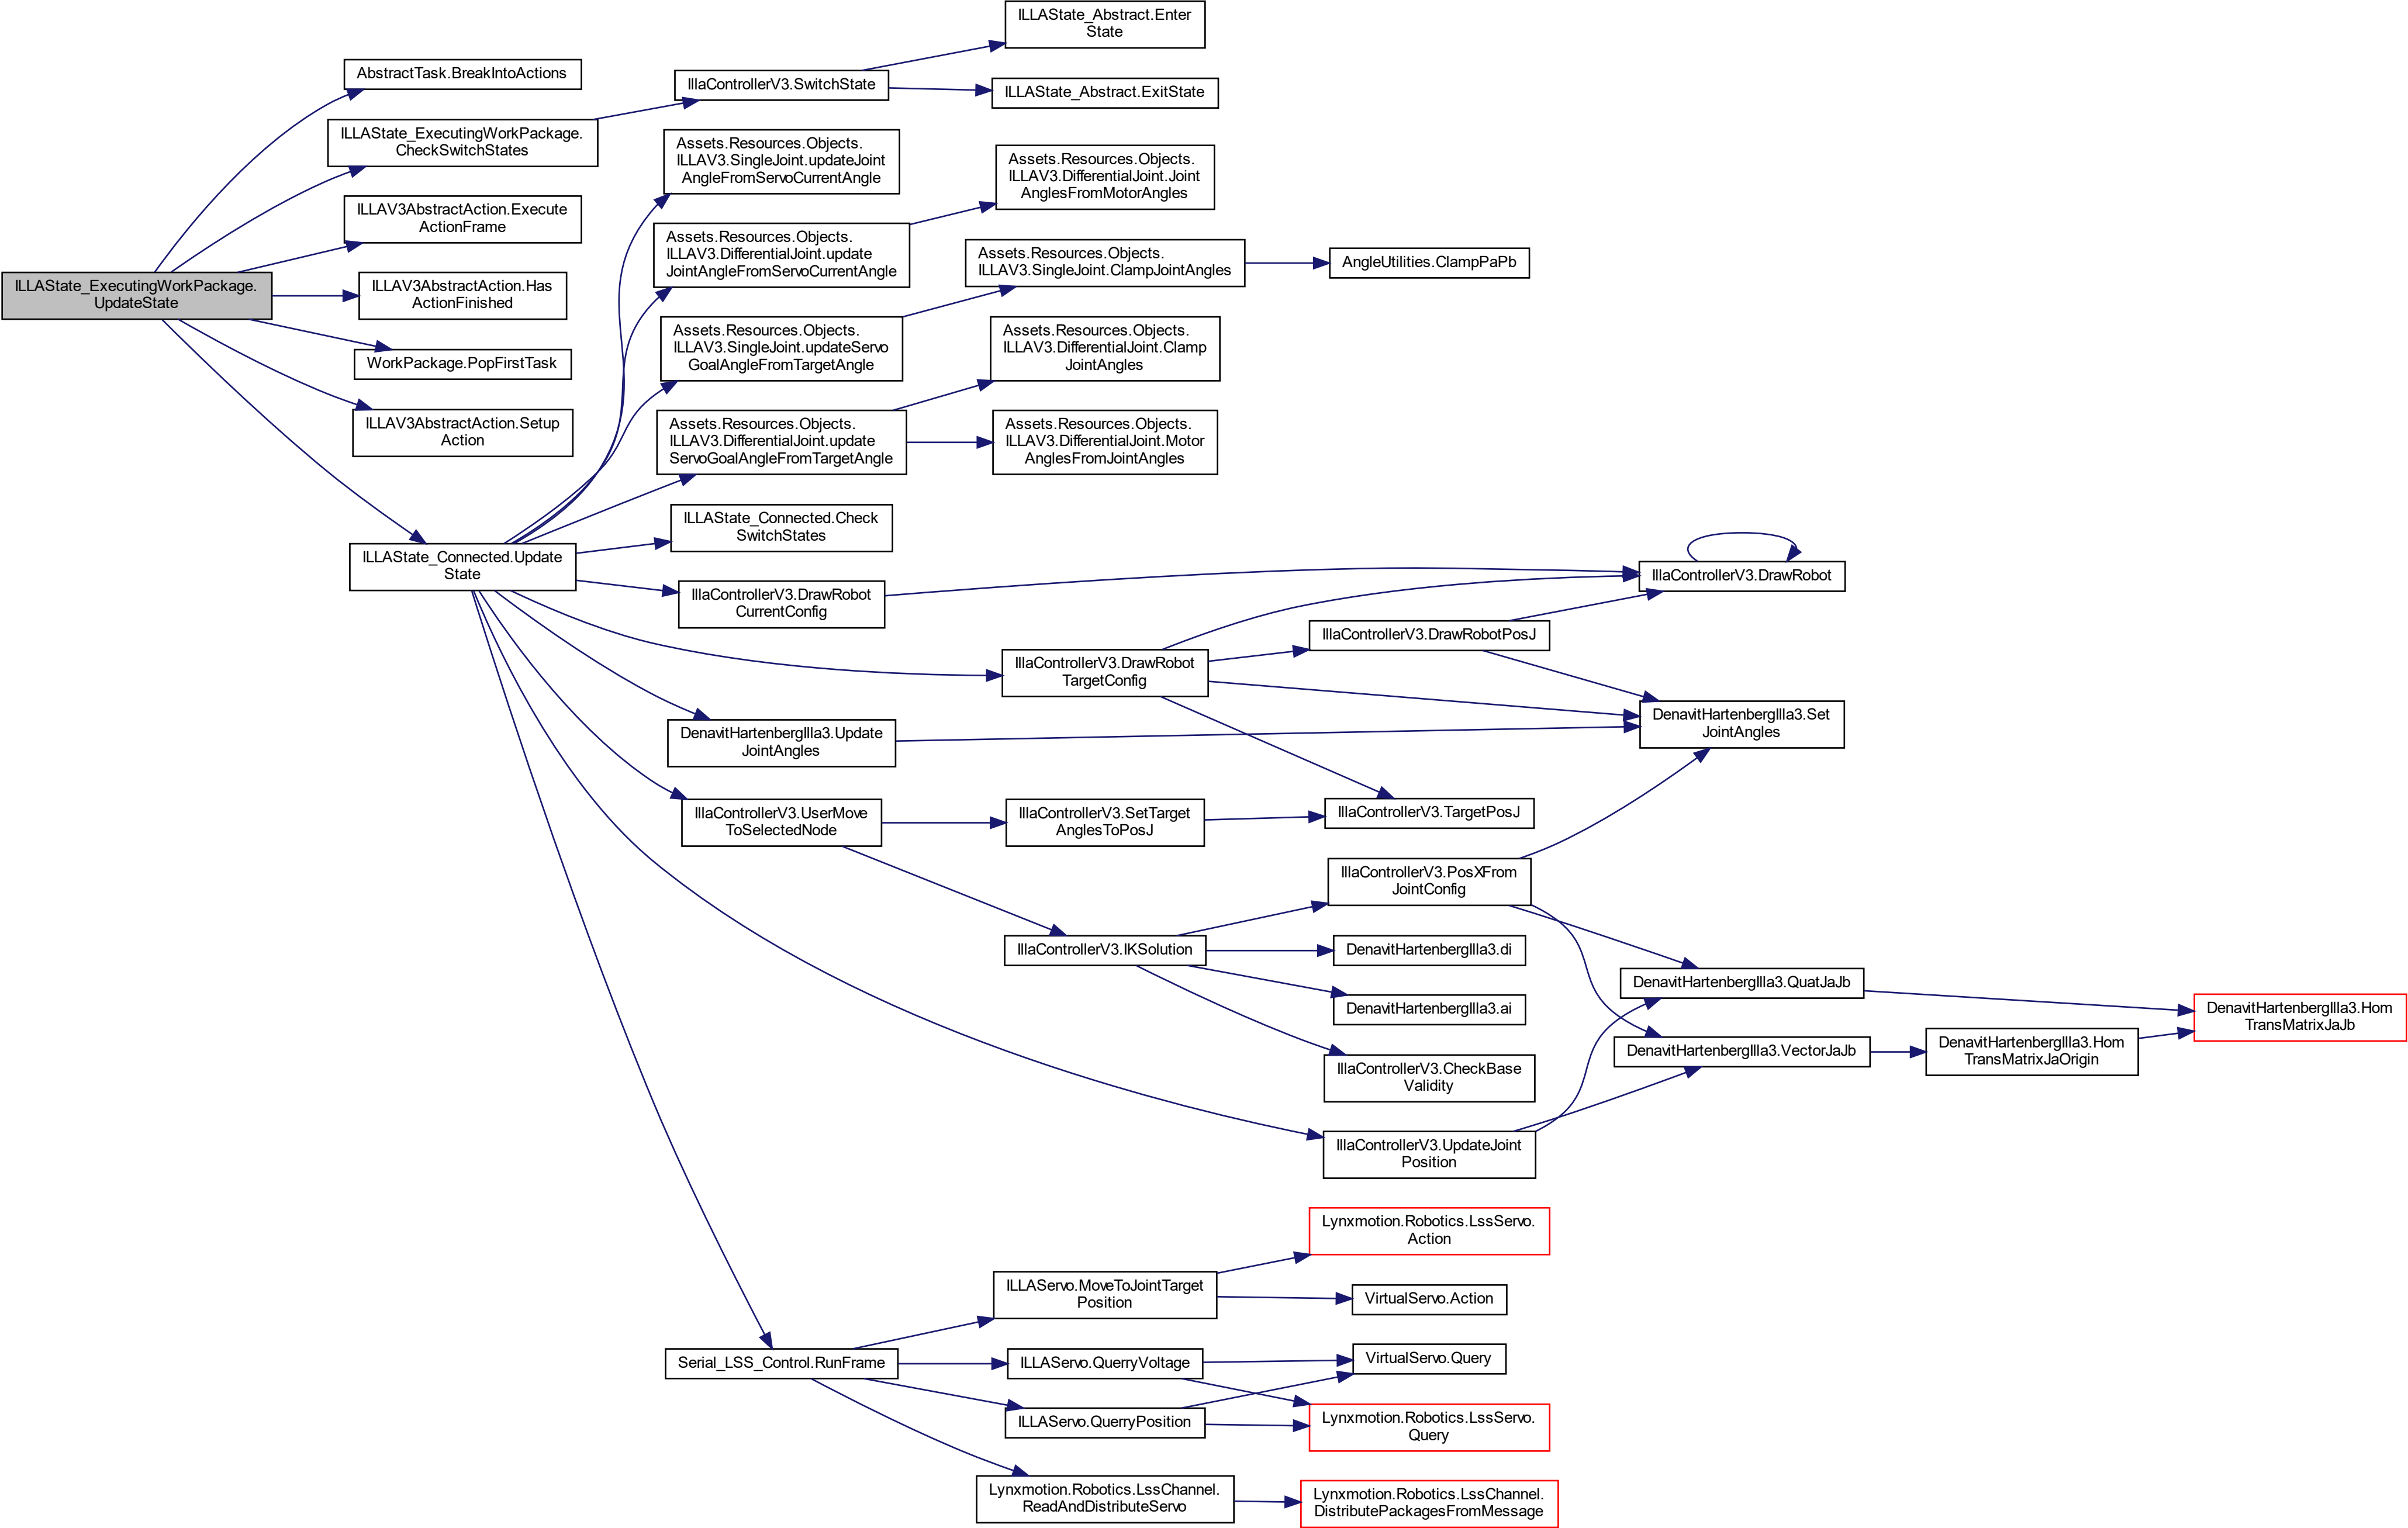 ILLAState_ExecutingWorkPackage.
UpdateState
AbstractTask.BreakIntoActions
ILLAState_ExecutingWorkPackage.
CheckSwitchStates
ILLAV3AbstractAction.Execute
ActionFrame
ILLAV3AbstractAction.Has
ActionFinished
WorkPackage.PopFirstTask
ILLAV3AbstractAction.Setup
Action
ILLAState_Connected.Update
State
IllaControllerV3.SwitchState
Assets.Resources.Objects.
ILLAV3.SingleJoint.updateJoint
AngleFromServoCurrentAngle
Assets.Resources.Objects.
ILLAV3.DifferentialJoint.update
JointAngleFromServoCurrentAngle
Assets.Resources.Objects.
ILLAV3.SingleJoint.updateServo
GoalAngleFromTargetAngle
Assets.Resources.Objects.
ILLAV3.DifferentialJoint.update
ServoGoalAngleFromTargetAngle
ILLAState_Connected.Check
SwitchStates
IllaControllerV3.DrawRobot
CurrentConfig
DenavitHartenbergIlla3.Update
JointAngles
IllaControllerV3.UserMove
ToSelectedNode
Serial_LSS_Control.RunFrame
ILLAState_Abstract.Enter
State
ILLAState_Abstract.ExitState
Assets.Resources.Objects.
ILLAV3.DifferentialJoint.Joint
AnglesFromMotorAngles
Assets.Resources.Objects.
ILLAV3.SingleJoint.ClampJointAngles
Assets.Resources.Objects.
ILLAV3.DifferentialJoint.Clamp
JointAngles
Assets.Resources.Objects.
ILLAV3.DifferentialJoint.Motor
AnglesFromJointAngles
IllaControllerV3.DrawRobot
TargetConfig
IllaControllerV3.SetTarget
AnglesToPosJ
IllaControllerV3.IKSolution
ILLAServo.MoveToJointTarget
Position
ILLAServo.QuerryVoltage
ILLAServo.QuerryPosition
Lynxmotion.Robotics.LssChannel.
ReadAndDistributeServo
AngleUtilities.ClampPaPb
IllaControllerV3.DrawRobotPosJ
IllaControllerV3.TargetPosJ
IllaControllerV3.PosXFrom
JointConfig
DenavitHartenbergIlla3.di
DenavitHartenbergIlla3.ai
IllaControllerV3.CheckBase
Validity
IllaControllerV3.UpdateJoint
Position
Lynxmotion.Robotics.LssServo.
Action
VirtualServo.Action
VirtualServo.Query
Lynxmotion.Robotics.LssServo.
Query
Lynxmotion.Robotics.LssChannel.
DistributePackagesFromMessage
IllaControllerV3.DrawRobot
DenavitHartenbergIlla3.Set
JointAngles
DenavitHartenbergIlla3.QuatJaJb
DenavitHartenbergIlla3.VectorJaJb
DenavitHartenbergIlla3.Hom
TransMatrixJaOrigin
DenavitHartenbergIlla3.Hom
TransMatrixJaJb